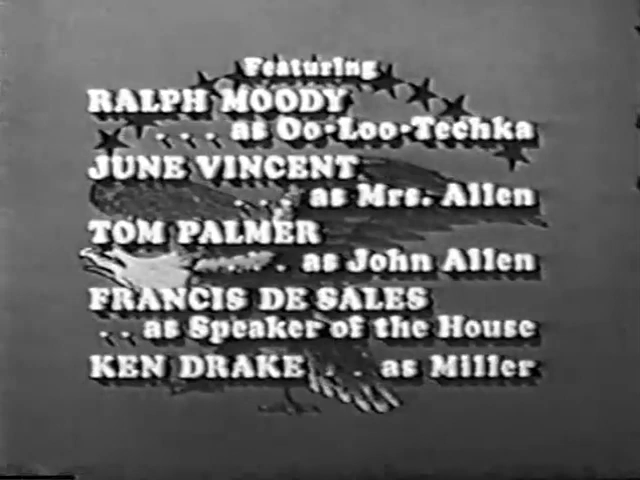 Featuring
RALPH MOODY
. . . as Oo-Loo-Techka
JUNE VINCENT
. . . as Mrs. Allen
TOM PALMER
. . . . as John Allen
FRANCIS DE SALES
. . as Speaker of the House
KEN DRAKE . . as Miller